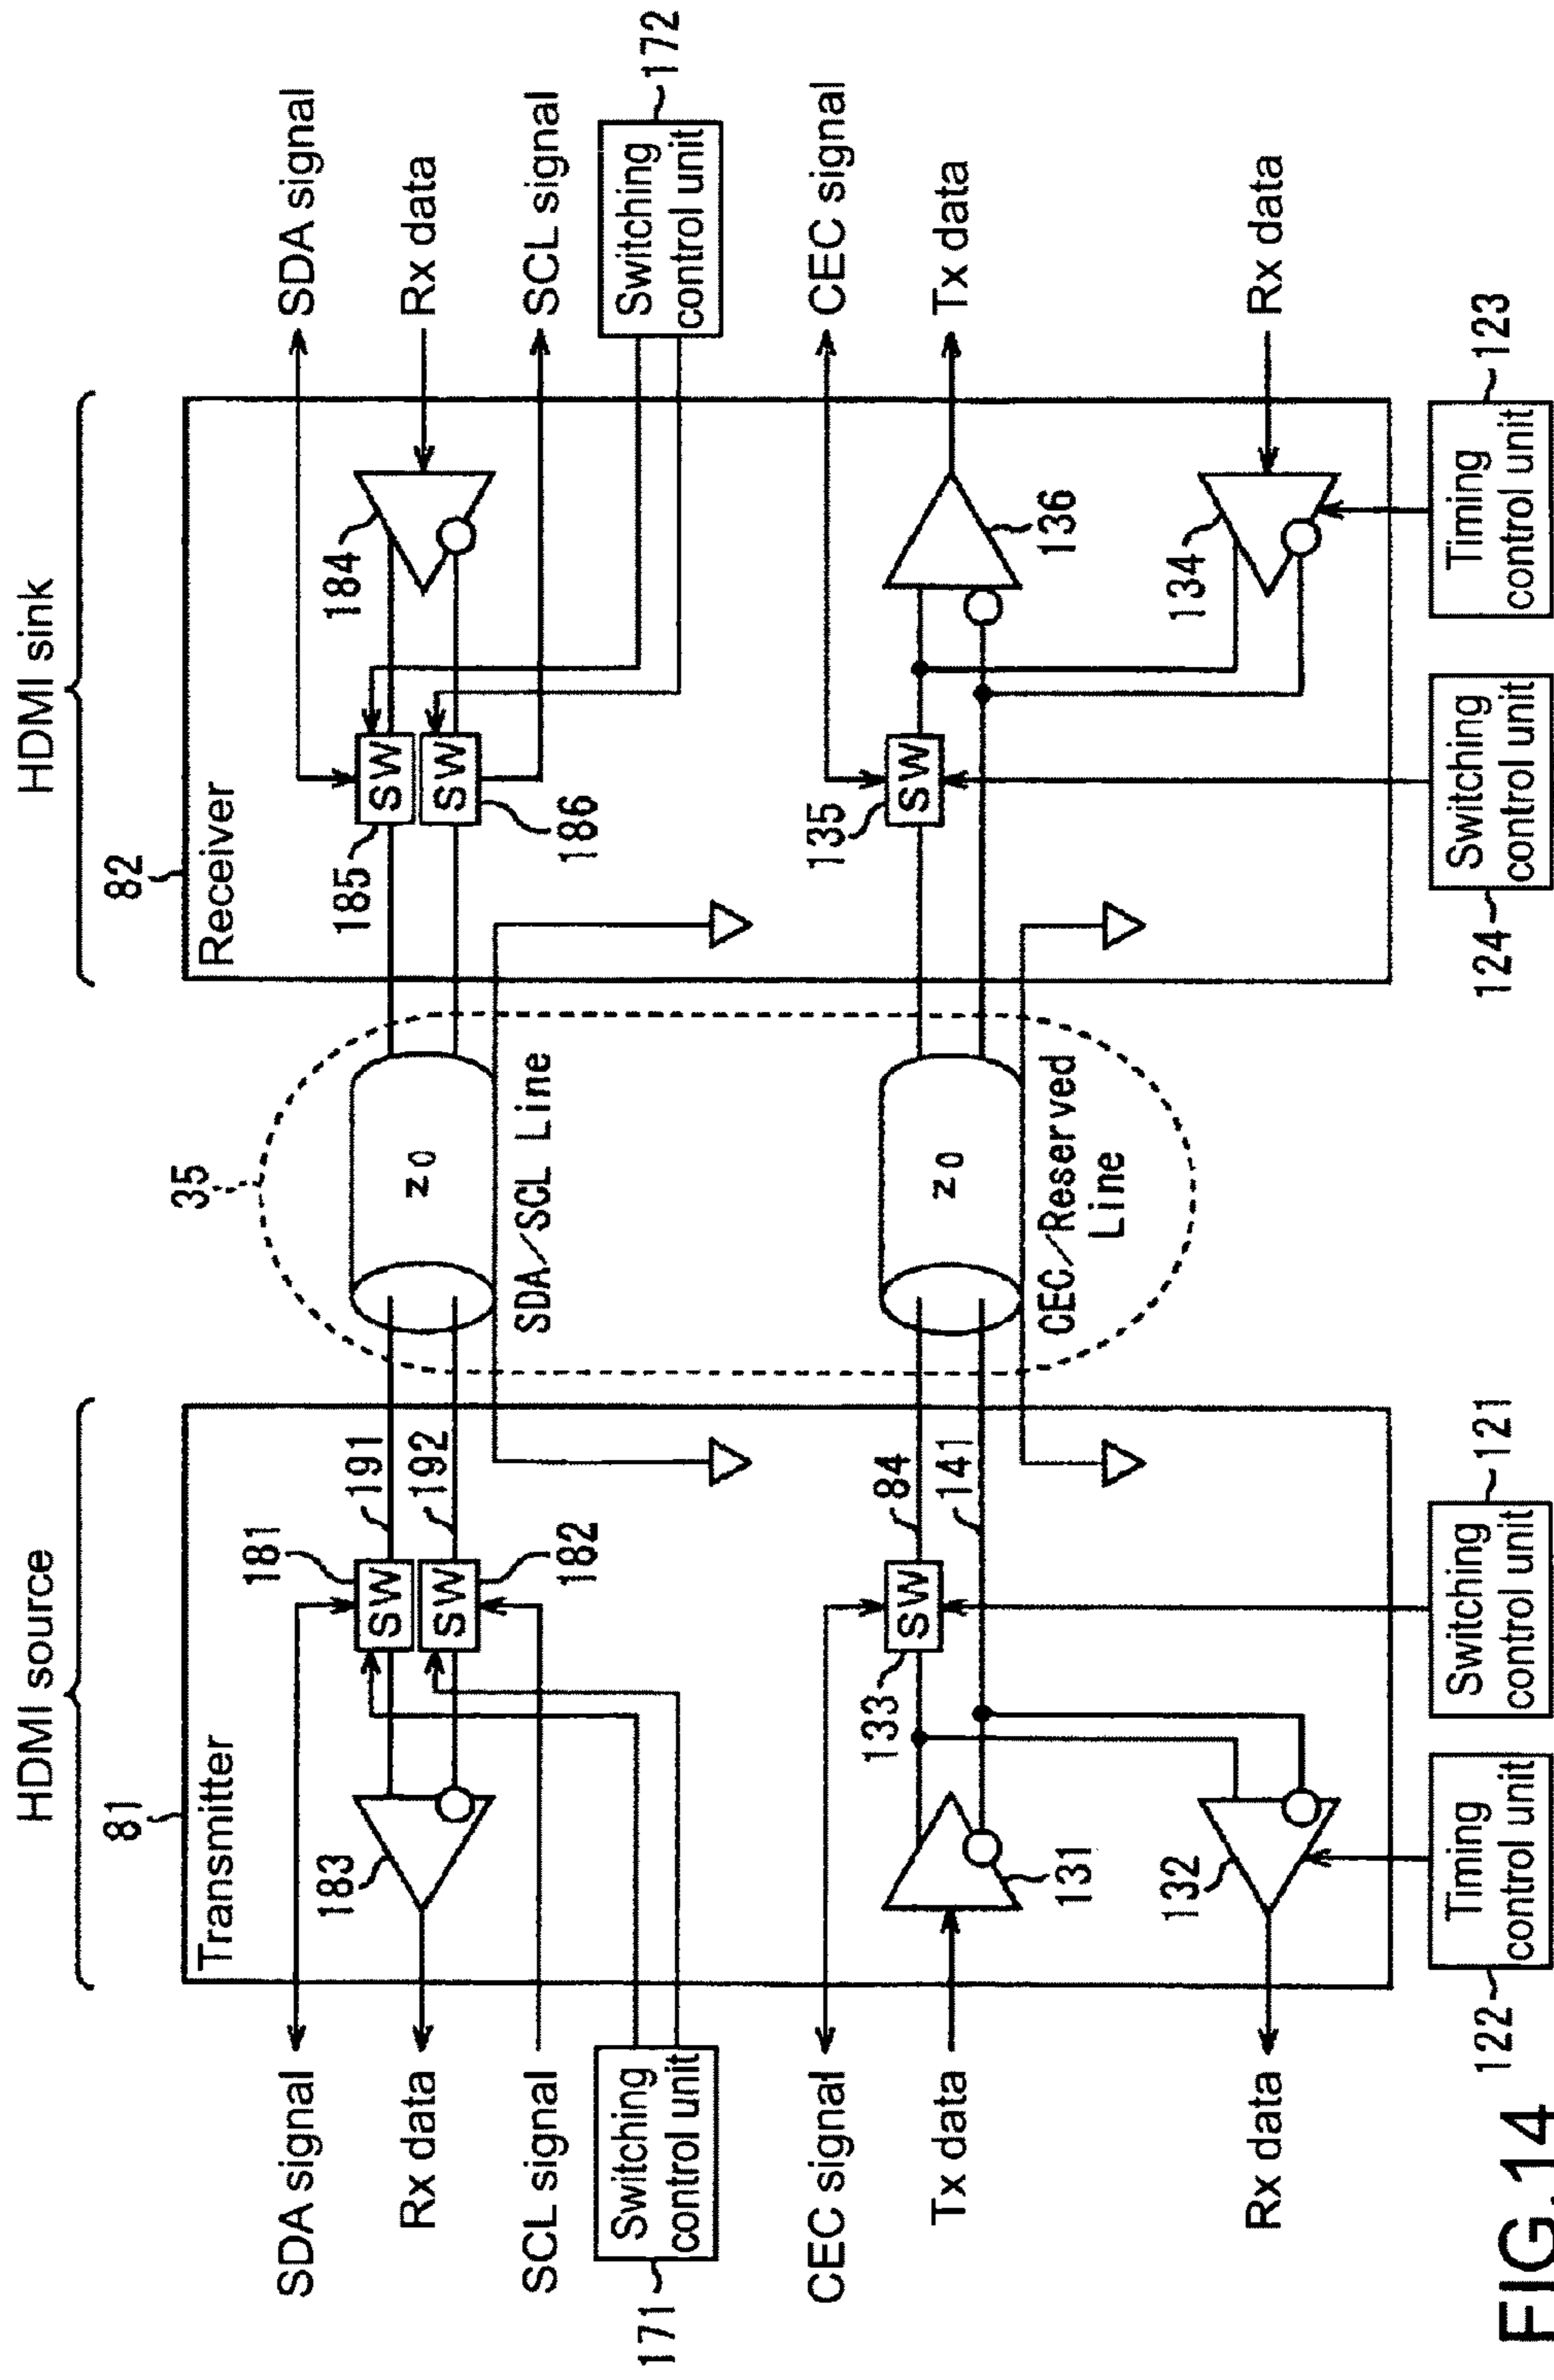 HDMI source
HDMI sink
81
Transmitter
82
Receiver
35
SDA signal
Rx data
SCL signal
Switching
control unit
171
183
181
SW
SW
182
191
192
Z0
SDA/SCL Line
185
SW
SW
186
184
SDA signal
Rx data
SCL signal
Switching
control unit
172
CEC signal
Tx data
Rx data
131
132
133
SW
84
141
Z0
CEC/Reserved
Line
135
SW
136
134
CEC signal
Tx data
Rx data
122
Timing
control unit
Switching
control unit
121
124
Switching
control unit
Timing
control unit
123
FIG.14